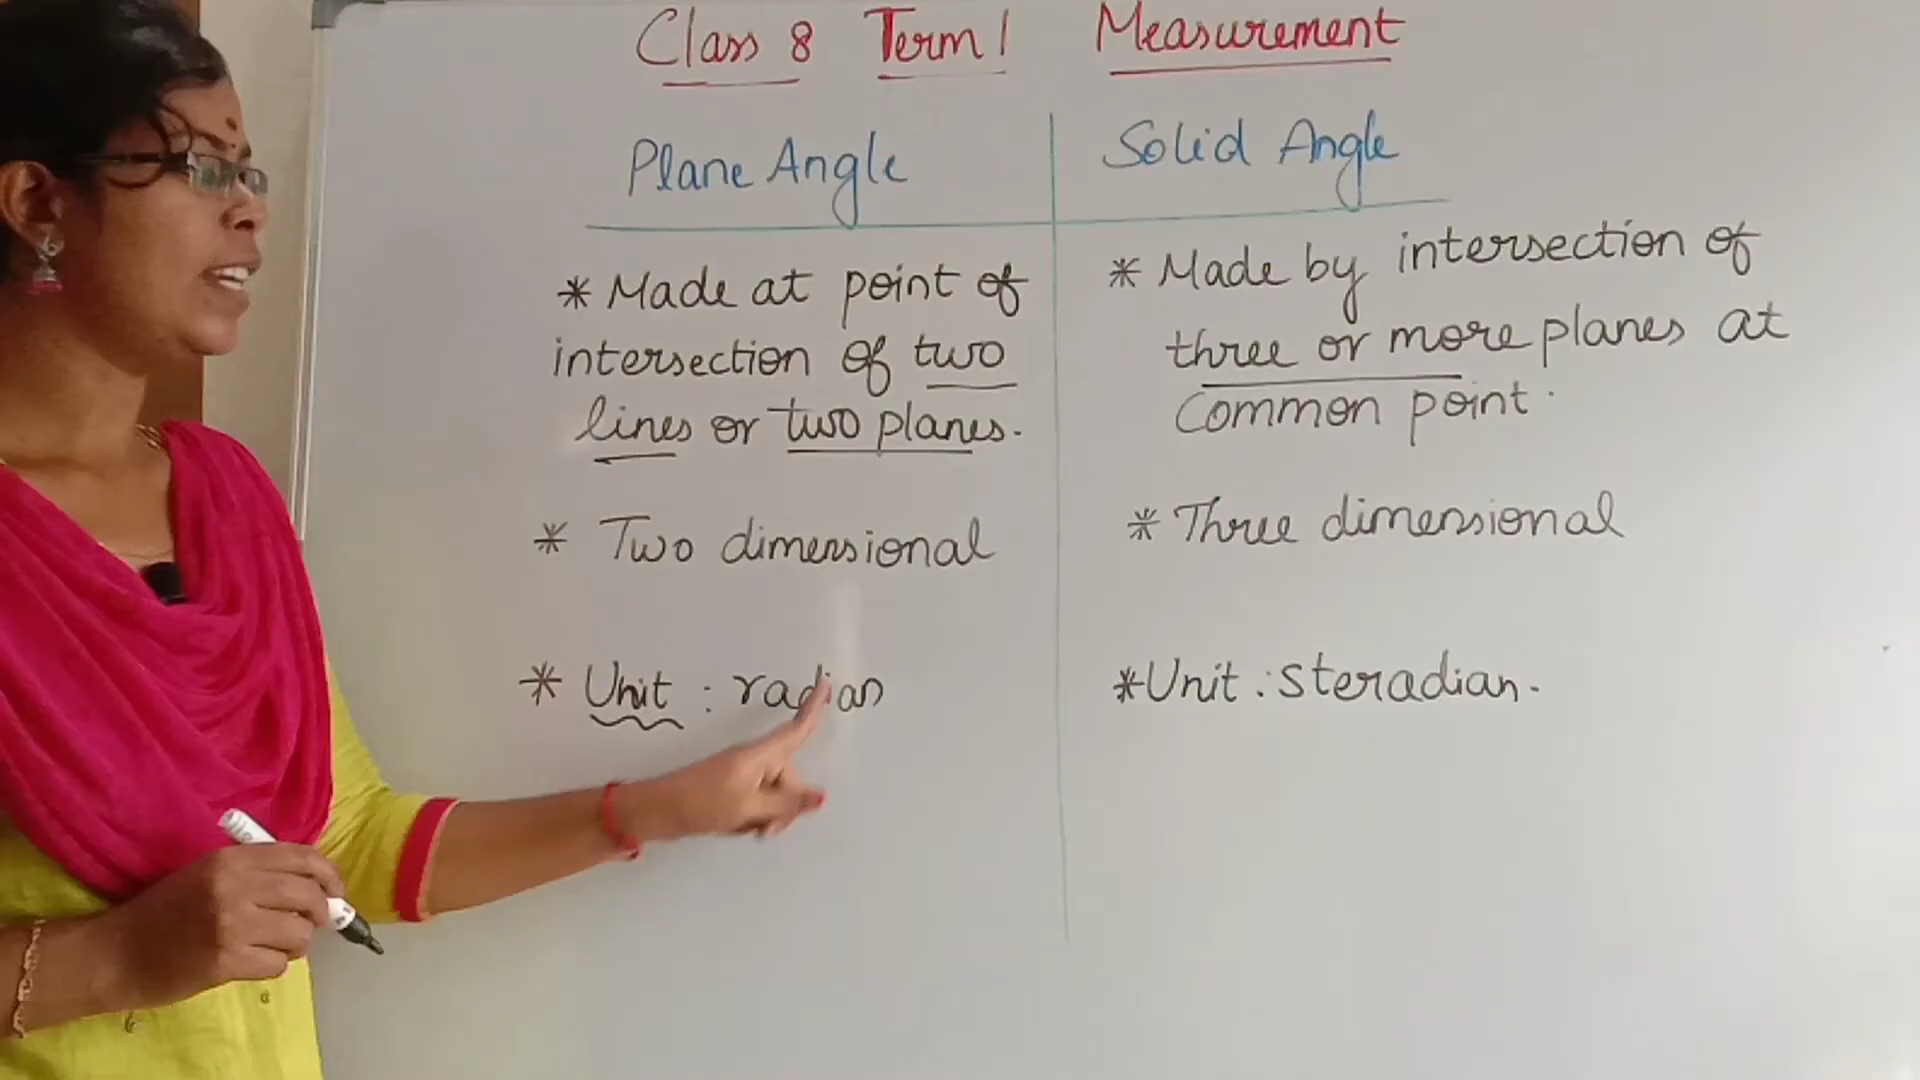 Class 8 Term 1 Measurement
Plane Angle
* Made at point of
intersection of two
lines or two planes.
* Two dimensional
* Unit : radian
Solid Angle
* Made by intersection of
three or more planes at
Common point.
* Three dimensional
* Unit : steradian.